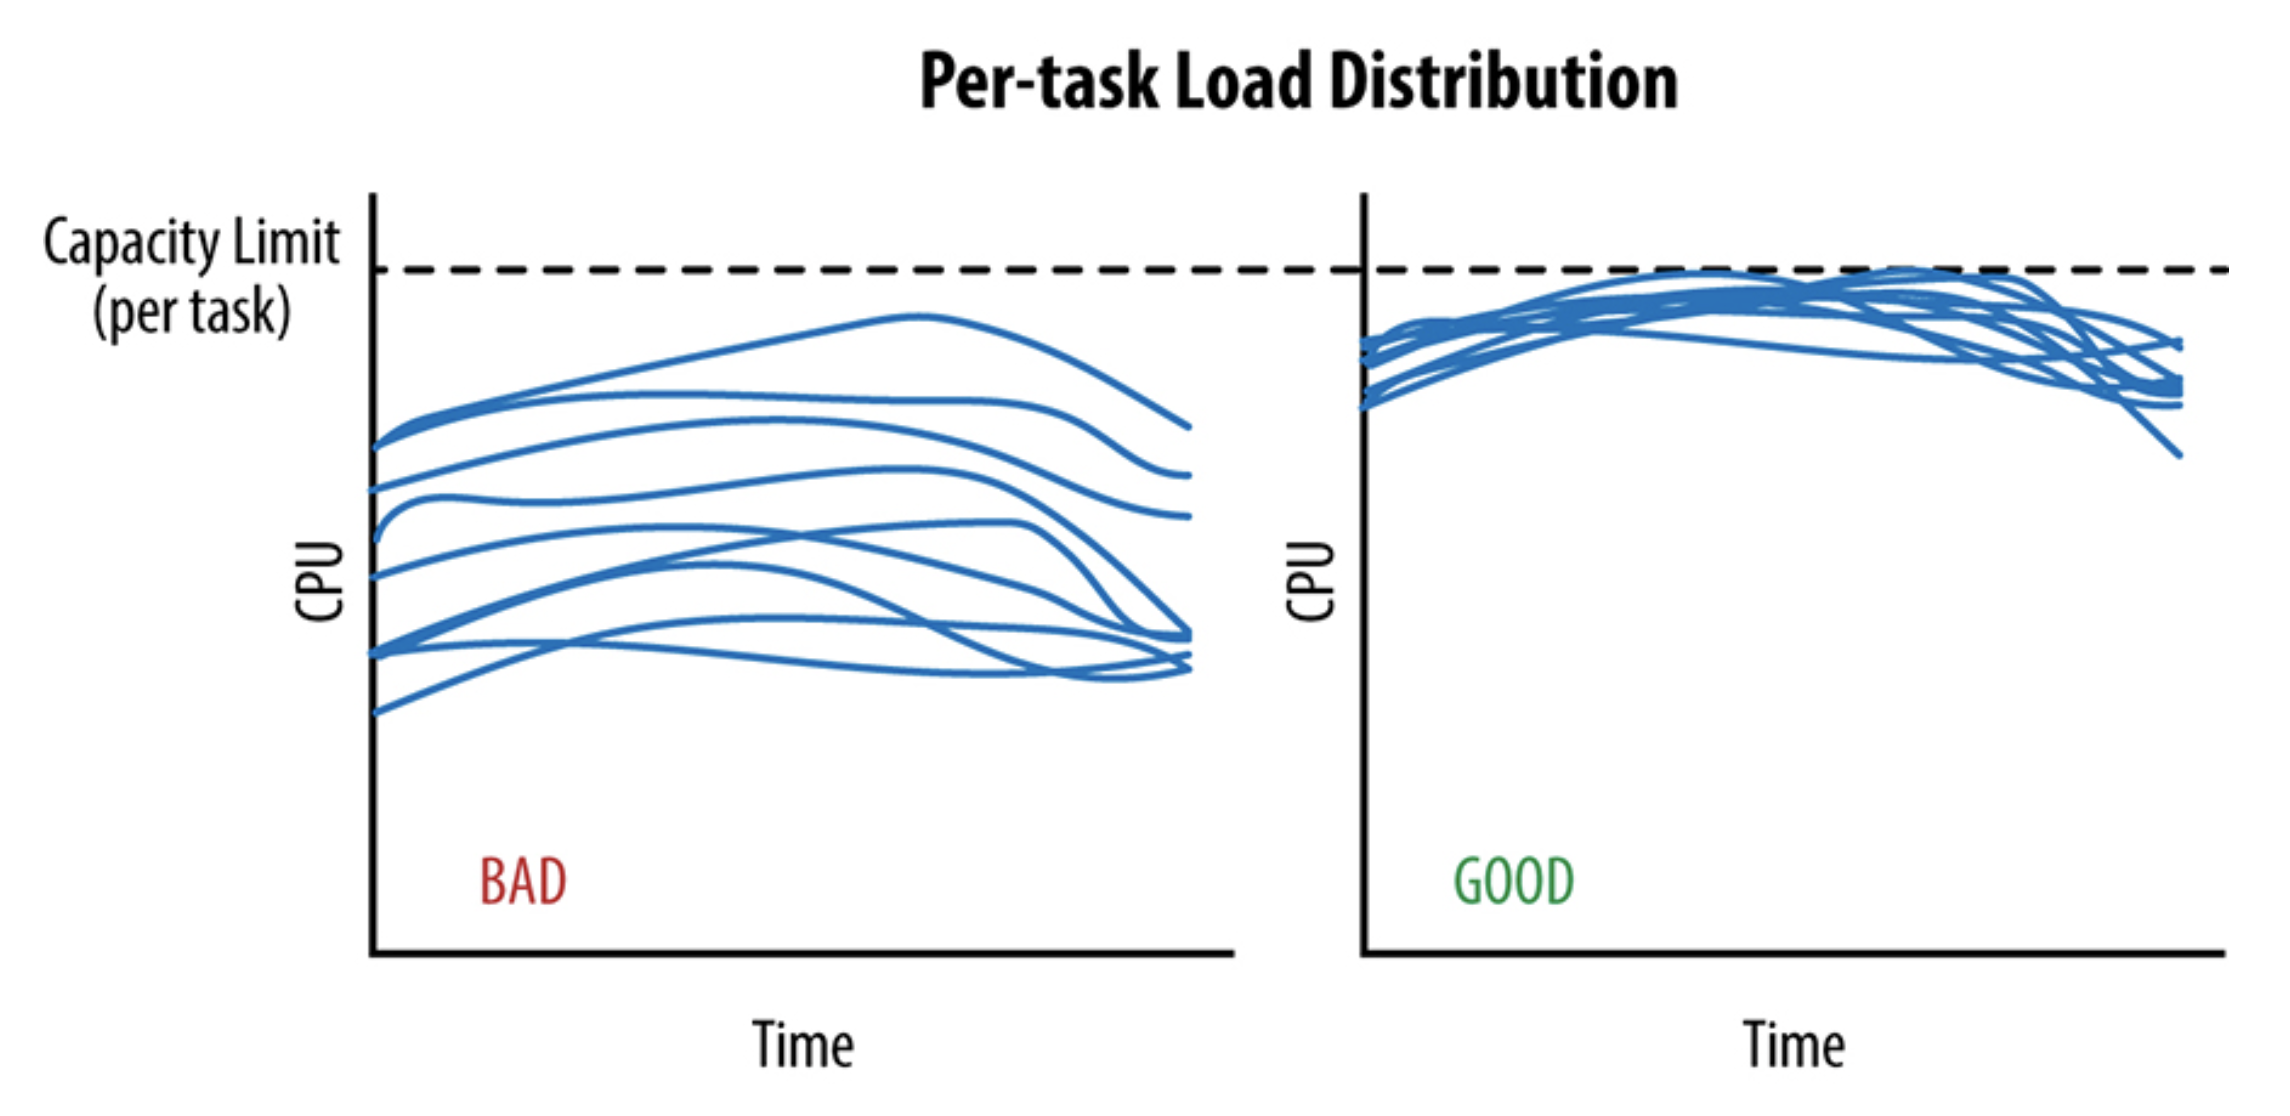 Per-task Load Distribution
Capacity Limit
(per task)
CPU
BAD
Time
CPU
GOOD
Time